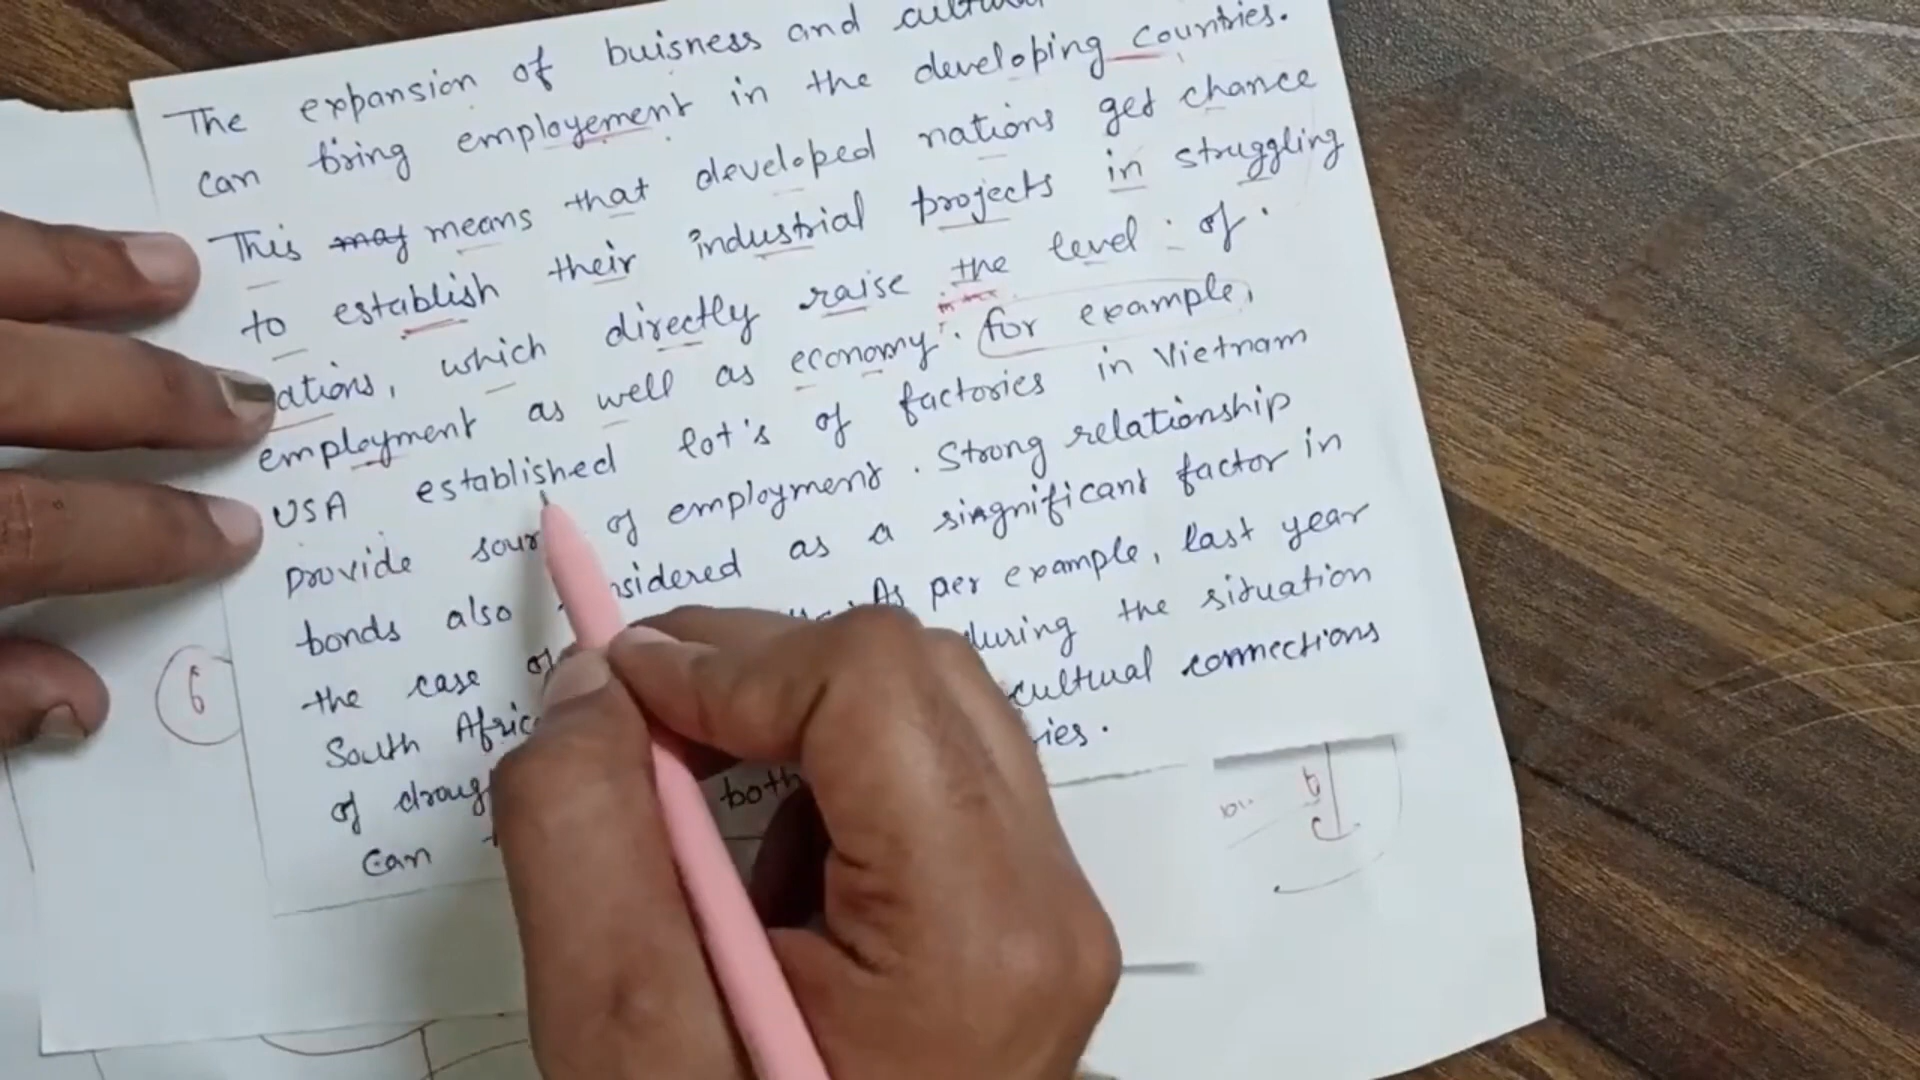 The expansion of buisness and
can bring employement in the developing countries.
This may means that developed nations get chance
to establish their industrial projects in struggling
ations, which directly raise the level of
employment as well as economy. for example,
USA established lot's of factories in Vietnam
provide sour of employment. Strong relationship
bonds also nsidered as a singnificant factor in
the case of As per example, last year
South Afric during the situation
of droug cultual connections
Can both ries.
6